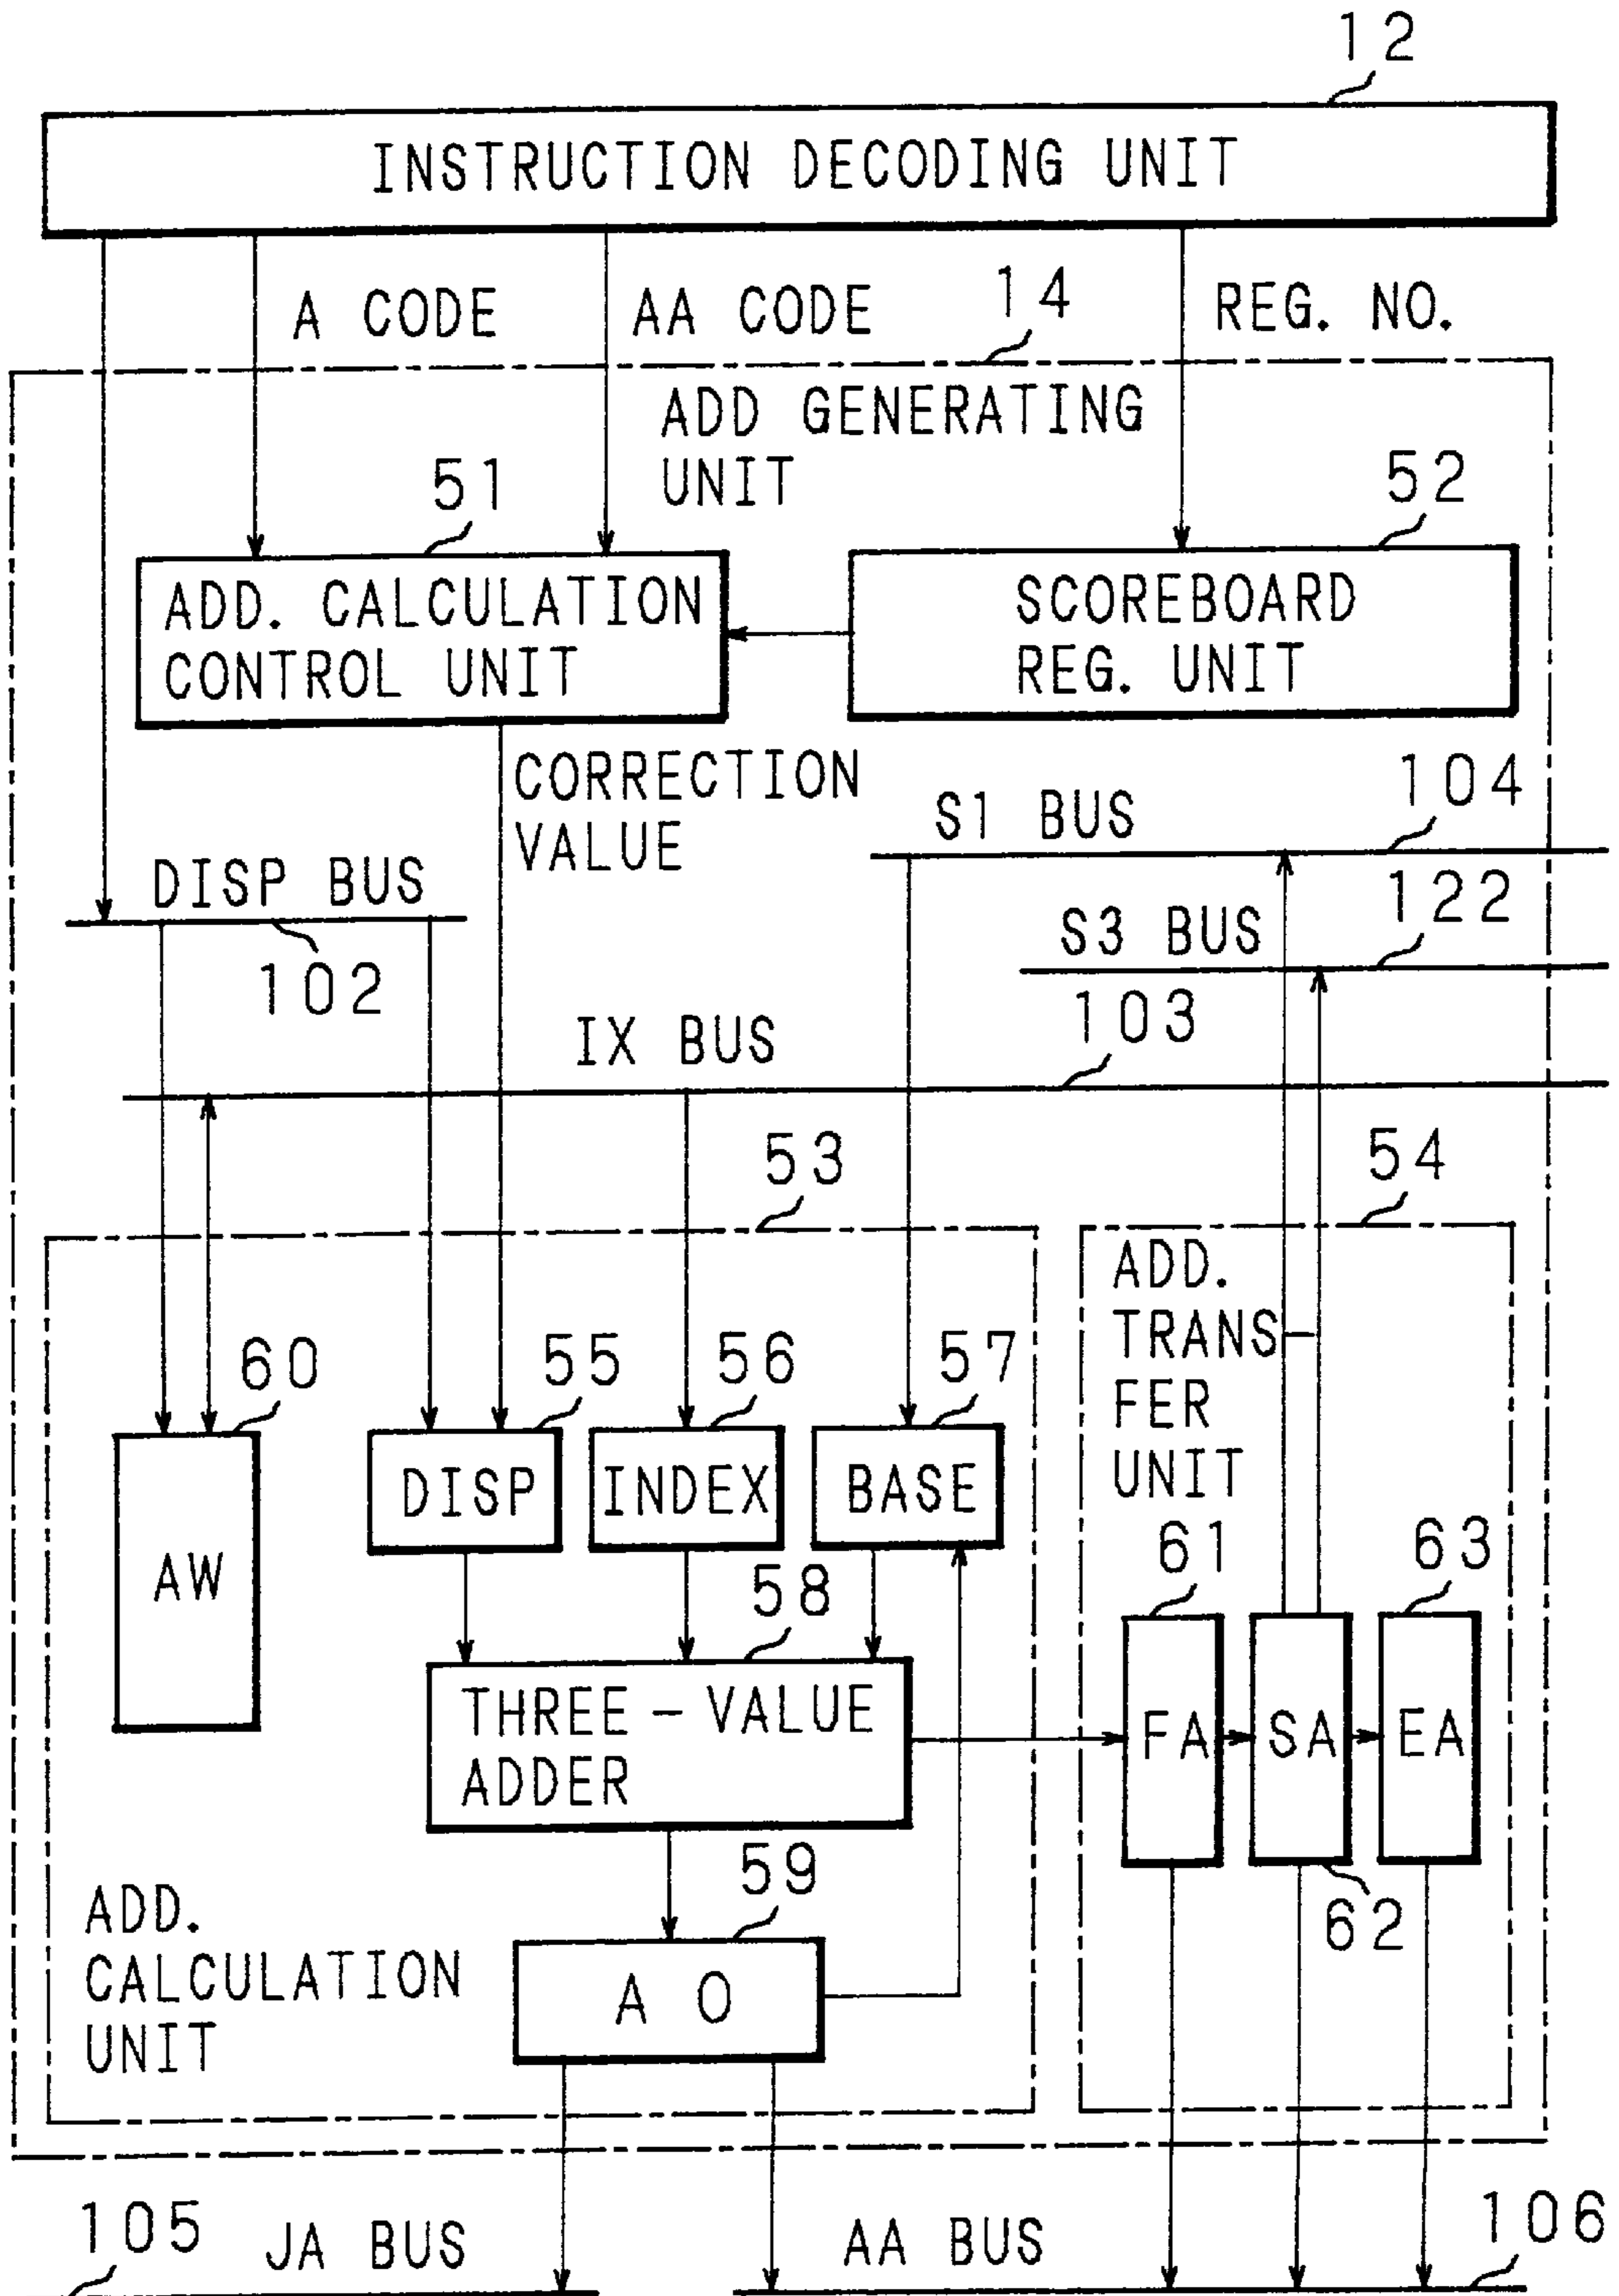 12
INSTRUCTION DECODING UNIT
A CODE
AA CODE
14
REG. NO.
ADD GENERATING
UNIT
51
52
ADD. CALCULATION
CONTROL UNIT
SCOREBOARD
REG. UNIT
CORRECTION
VALUE
S1 BUS
104
DISP BUS
102
S3 BUS
122
IX BUS
103
53
54
ADD.
TRANS-
FER
UNIT
60
55
56
57
AW
DISP
INDEX
BASE
58
61
63
THREE-VALUE
ADDER
FA
SA
EA
62
59
A O
ADD.
CALCULATION
UNIT
105
JA BUS
AA BUS
106